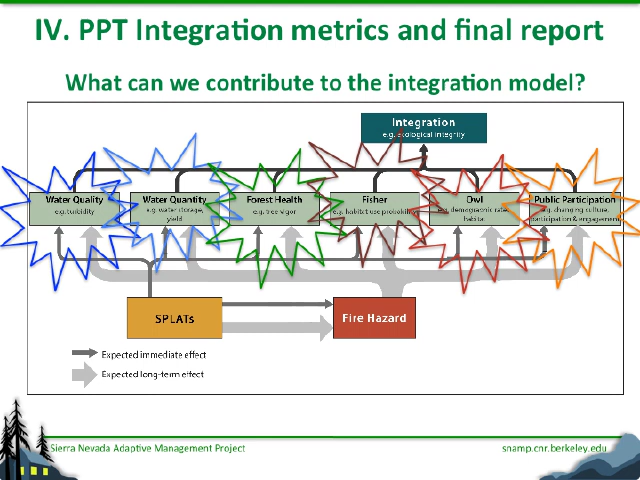 IV. PPT Integration metrics and final report
What can we contribute to the integration model?
Integration
e.g. ecological integrity
Water Quality
e.g. turbidity
Water Quantity
e.g. water storage,
yield
Forest Health
e.g. tree vigor
Fisher
e.g. habitat use probability
Owl
e.g. demographic rate,
habitat
Public Participation
e.g. changing culture,
participation & engagement
SPLATs
Fire Hazard
Expected immediate effect
Expected long-term effect
Sierra Nevada Adaptive Management Project
snamp.cnr.berkeley.edu